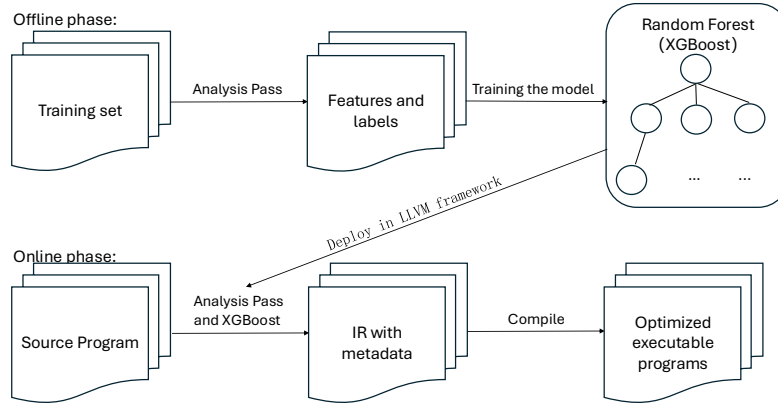 Offline phase:
Training set
Analysis Pass
Features and
labels
Training the model
Random Forest
(XGBoost)
...
...
Deploy in LLVM framework
Online phase:
Source Program
Analysis Pass
and XGBoost
IR with
metadata
Compile
Optimized
executable
programs